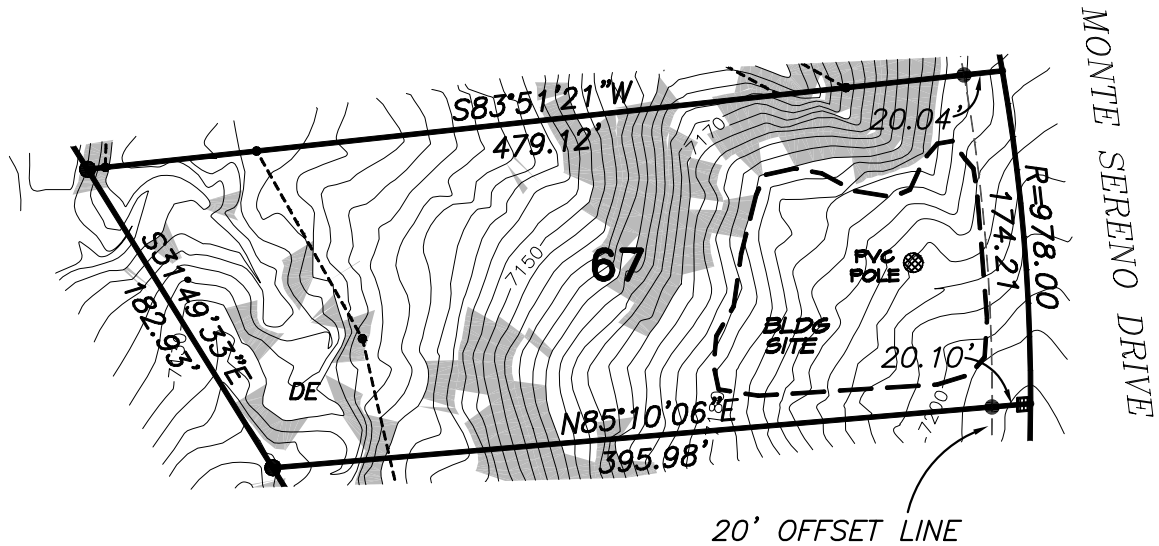 MONTE SERENO DRIVE
S83°51'21"W
479.12'
20.04'
7170
R=978.00
174.21
S31°49'33"E
182.93'
7150
67
PVC
POLE
BLDG
SITE
20.10'
DE
N85°10'06"E
395.98'
7200
20' OFFSET LINE